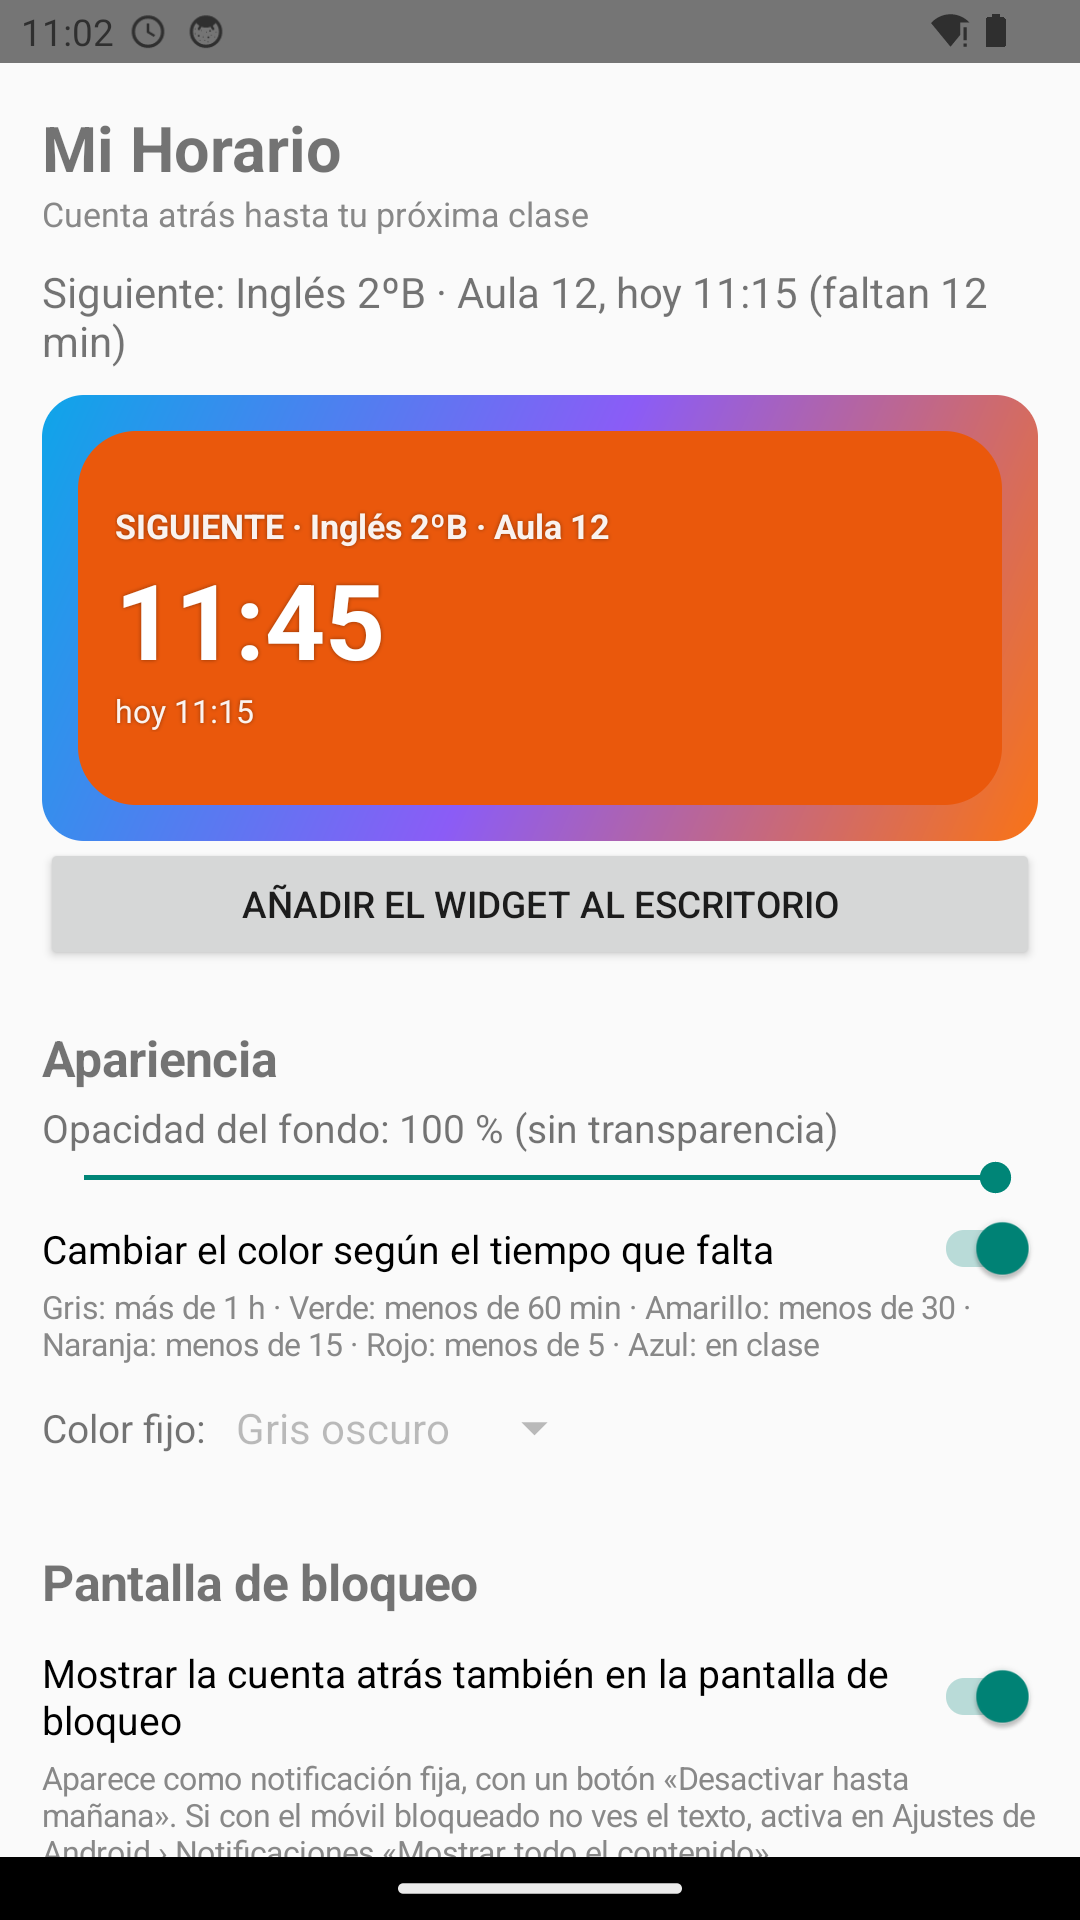 11:02
Mi Horario
Cuenta atrás hasta tu próxima clase
Siguiente: Inglés 2ºB · Aula 12, hoy 11:15 (faltan 12
min)
SIGUIENTE · Inglés 2ºB · Aula 12
11:45
hoy 11:15
AÑADIR EL WIDGET AL ESCRITORIO
Apariencia
Opacidad del fondo: 100 % (sin transparencia)
Cambiar el color según el tiempo que falta
Gris: más de 1 h · Verde: menos de 60 min · Amarillo: menos de 30 ·
Naranja: menos de 15 · Rojo: menos de 5 · Azul: en clase
Color fijo: Gris oscuro
Pantalla de bloqueo
Mostrar la cuenta atrás también en la pantalla de
bloqueo
Aparece como notificación fija, con un botón «Desactivar hasta
mañana». Si con el móvil bloqueado no ves el texto, activa en Ajustes de
Android › Notificaciones «Mostrar todo el contenido»